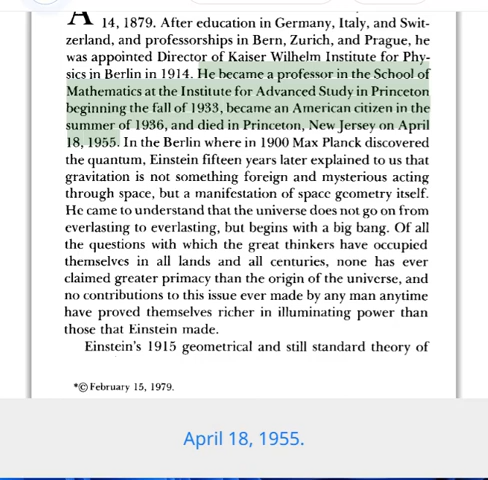 A 14, 1879. After education in Germany, Italy, and Swit-
zerland, and professorships in Bern, Zurich, and Prague, he
was appointed Director of Kaiser Wilhelm Institute for Phy-
sics in Berlin in 1914. He became a professor in the School of
Mathematics at the Institute for Advanced Study in Princeton
beginning the fall of 1933, became an American citizen in the
summer of 1936, and died in Princeton, New Jersey on April
18, 1955. In the Berlin where in 1900 Max Planck discovered
the quantum, Einstein fifteen years later explained to us that
gravitation is not something foreign and mysterious acting
through space, but a manifestation of space geometry itself.
He came to understand that the universe does not go on from
everlasting to everlasting, but begins with a big bang. Of all
the questions with which the great thinkers have occupied
themselves in all lands and all centuries, none has ever
claimed greater primacy than the origin of the universe, and
no contributions to this issue ever made by any man anytime
have proved themselves richer in illuminating power than
those that Einstein made.
Einstein's 1915 geometrical and still standard theory of
*© February 15, 1979.
April 18, 1955.